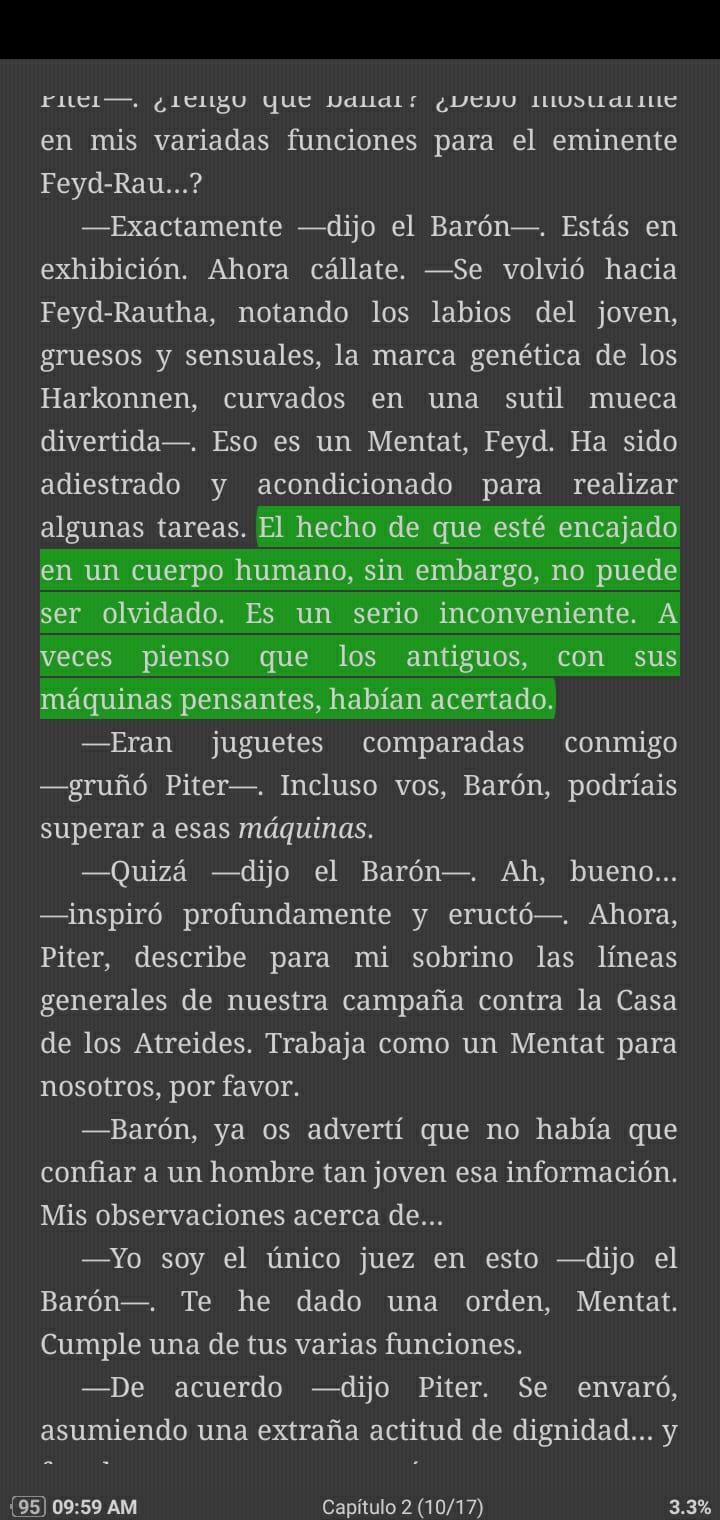 Piter—. ¿Tengo que bailar? ¿Debo mostrarme
en mis variadas funciones para el eminente
Feyd-Rau...?
—Exactamente —dijo el Barón—. Estás en
exhibición. Ahora cállate. —Se volvió hacia
Feyd-Rautha, notando los labios del joven,
gruesos y sensuales, la marca genética de los
Harkonnen, curvados en una sutil mueca
divertida—. Eso es un Mentat, Feyd. Ha sido
adiestrado y acondicionado para realizar
algunas tareas. El hecho de que esté encajado
en un cuerpo humano, sin embargo, no puede
ser olvidado. Es un serio inconveniente. A
veces pienso que los antiguos, con sus
máquinas pensantes, habían acertado.
—Eran juguetes comparadas conmigo
—gruñó Piter—. Incluso vos, Barón, podríais
superar a esas máquinas.
—Quizá —dijo el Barón—. Ah, bueno...
—inspiró profundamente y eructó—. Ahora,
Piter, describe para mi sobrino las líneas
generales de nuestra campaña contra la Casa
de los Atreides. Trabaja como un Mentat para
nosotros, por favor.
—Barón, ya os advertí que no había que
confiar a un hombre tan joven esa información.
Mis observaciones acerca de...
—Yo soy el único juez en esto —dijo el
Barón—. Te he dado una orden, Mentat.
Cumple una de tus varias funciones.
—De acuerdo —dijo Piter. Se envaró,
asumiendo una extraña actitud de dignidad... y
95 09:59 AM Capítulo 2 (10/17) 3.3%